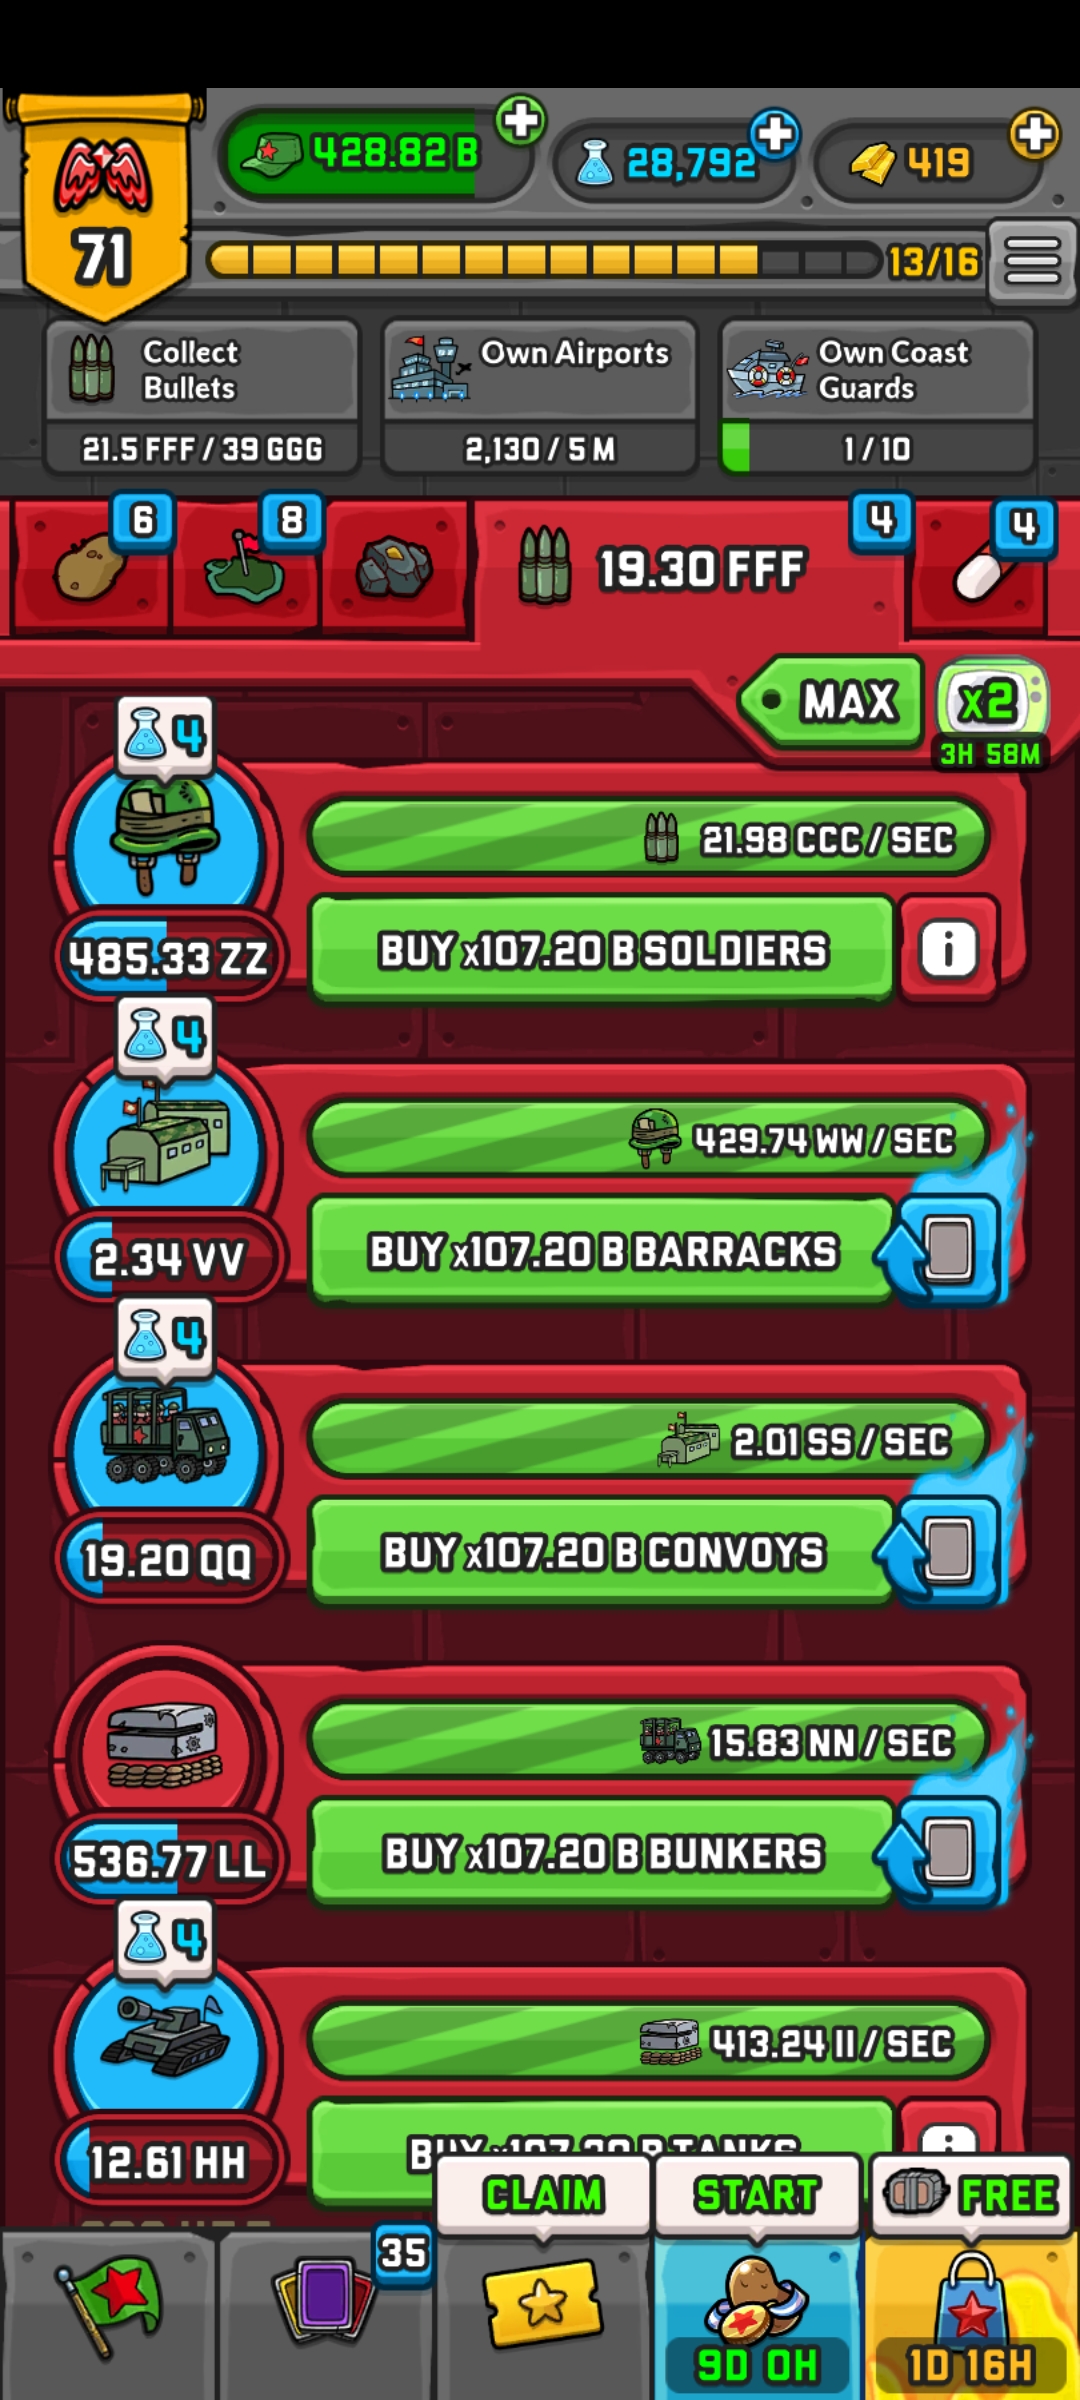 428.82 B
28,792
419
71
13/16
Collect
Bullets
Own Airports
Own Coast
Guards
21.5 FFF / 39 GGG
2,130 / 5 M
1 / 10
6
8
4
4
19.30 FFF
MAX
x2
3H 58M
4
21.98 CCC / SEC
485.33 ZZ
BUY x107.20 B SOLDIERS
i
4
429.74 WW / SEC
2.34 VV
BUY x107.20 B BARRACKS
4
2.01 SS / SEC
19.20 QQ
BUY x107.20 B CONVOYS
15.83 NN / SEC
536.77 LL
BUY x107.20 B BUNKERS
4
413.24 II / SEC
12.61 HH
BUY x107.20 B TANKS
i
CLAIM
START
FREE
35
9D 0H
1D 16H